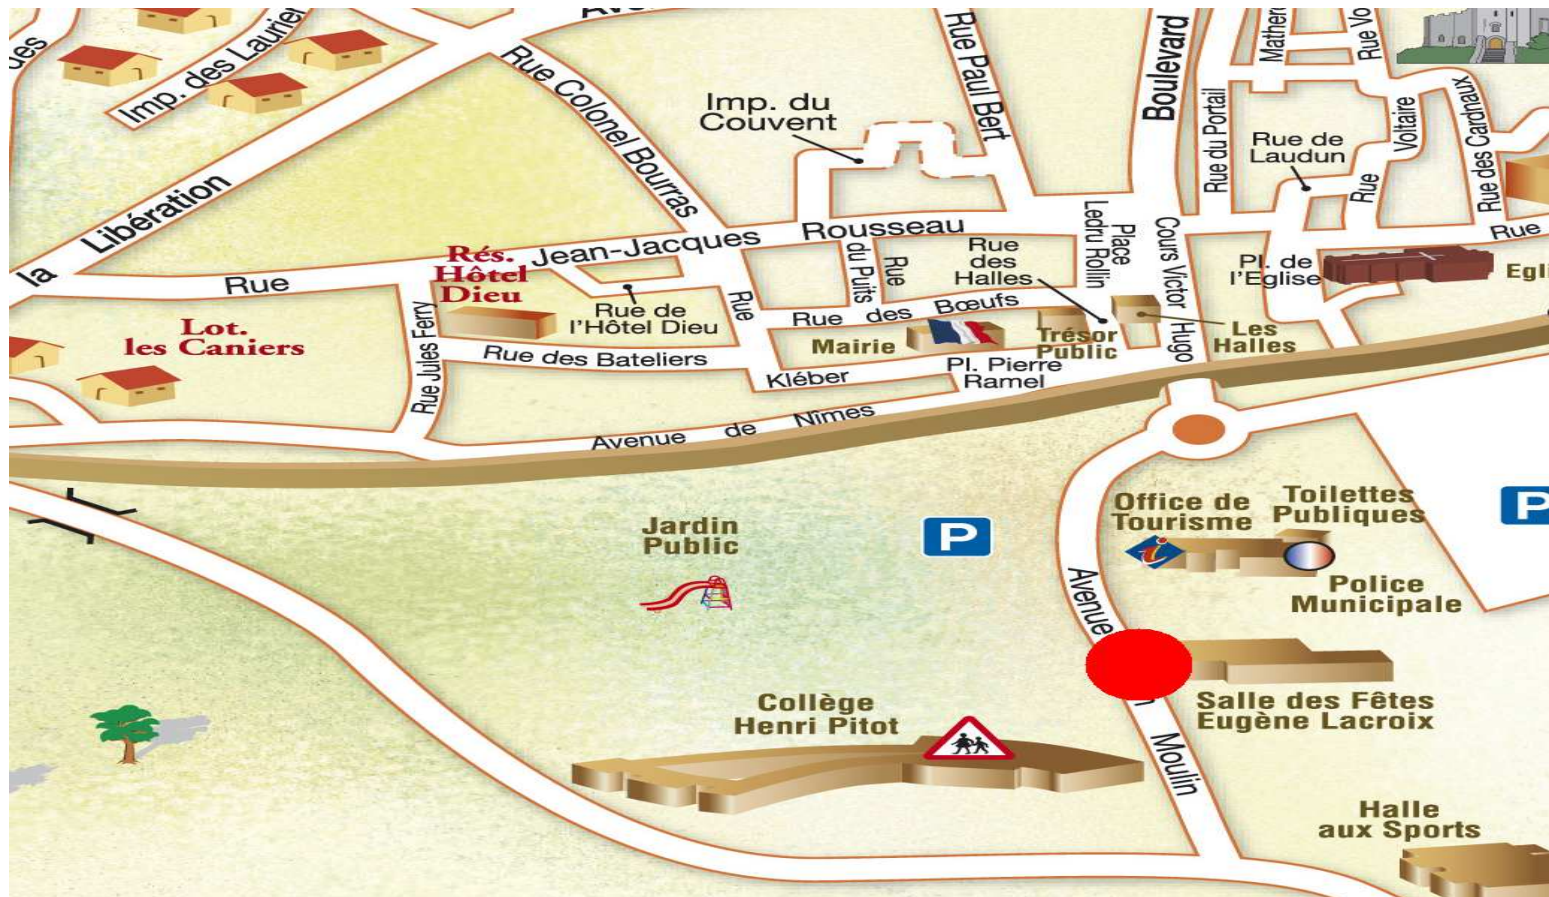 Imp. des Laurier
la Libération
Rue Colonel Bourras
Imp. du
Couvent
Rue Paul Bert
Boulevard
Rue du Portail
Rue de
Laudun
Rue Voltaire
Rue des Cardinaux
Rue Jean-Jacques Rousseau
Rés.
Hôtel
Dieu
Rue de
l'Hôtel Dieu
Rue
Rue
du Puits
Rue
des
Halles
Place
Ledru Rollin
Cours Victor Hugo
Pl. de
l'Eglise
Rue
Lot.
les Caniers
Rue Jules Ferry
Rue des Bateliers
Rue des Bœufs
Mairie
Trésor
Public
Les
Halles
Kléber
Pl. Pierre
Ramel
Avenue de Nîmes
Jardin
Public
P
Office de
Tourisme
Toilettes
Publiques
P
Police
Municipale
Avenue
Moulin
Salle des Fêtes
Eugène Lacroix
Collège
Henri Pitot
Halle
aux Sports